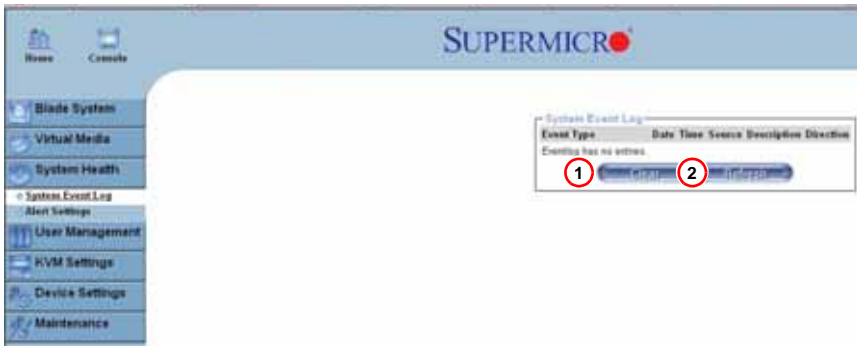 Home Console
SUPERMICR
Blade System
Virtual Media
System Health
System Event Log
Alert Settings
User Management
KVM Settings
Device Settings
Maintenance
System Event Log
Event Type Date Time Source Description Direction
Eventlog has no entries.
1 Clear 2 Refresh